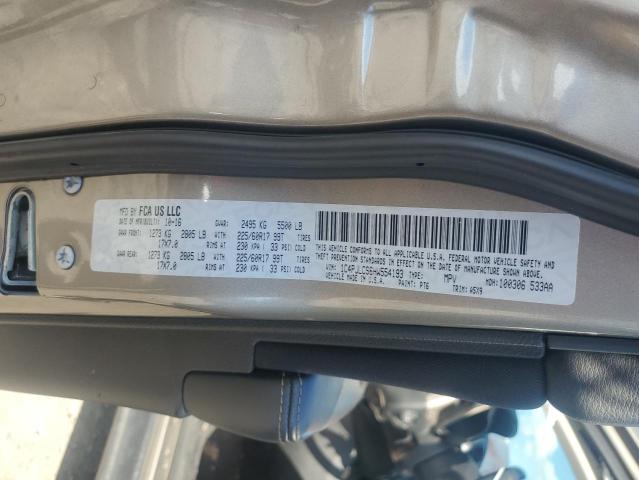 MFD BY: FCA US LLC
DATE OF MFR(BUILT): 10-16 GVWR: 2495 KG 5500 LB
GAWR FRONT: 1273 KG 2805 LB WITH 225/60R17 99T TIRES
17X7.0 RIMS AT 230 KPA( 33 PSI) COLD
GAWR REAR: 1273 KG 2805 LB WITH 225/60R17 99T TIRES
17X7.0 RIMS AT 230 KPA( 33 PSI) COLD
THIS VEHICLE CONFORMS TO ALL APPLICABLE U.S.A. FEDERAL MOTOR VEHICLE SAFETY AND
THEFT PREVENTION STANDARDS IN EFFECT ON THE DATE OF MANUFACTURE SHOWN ABOVE.
VIN: 1C4PJLCS6HW554193 TYPE: MPV MDH: 100306 533AA
VEHICLE MADE IN U.S.A. PAINT: PT6 TRIM: A5X9